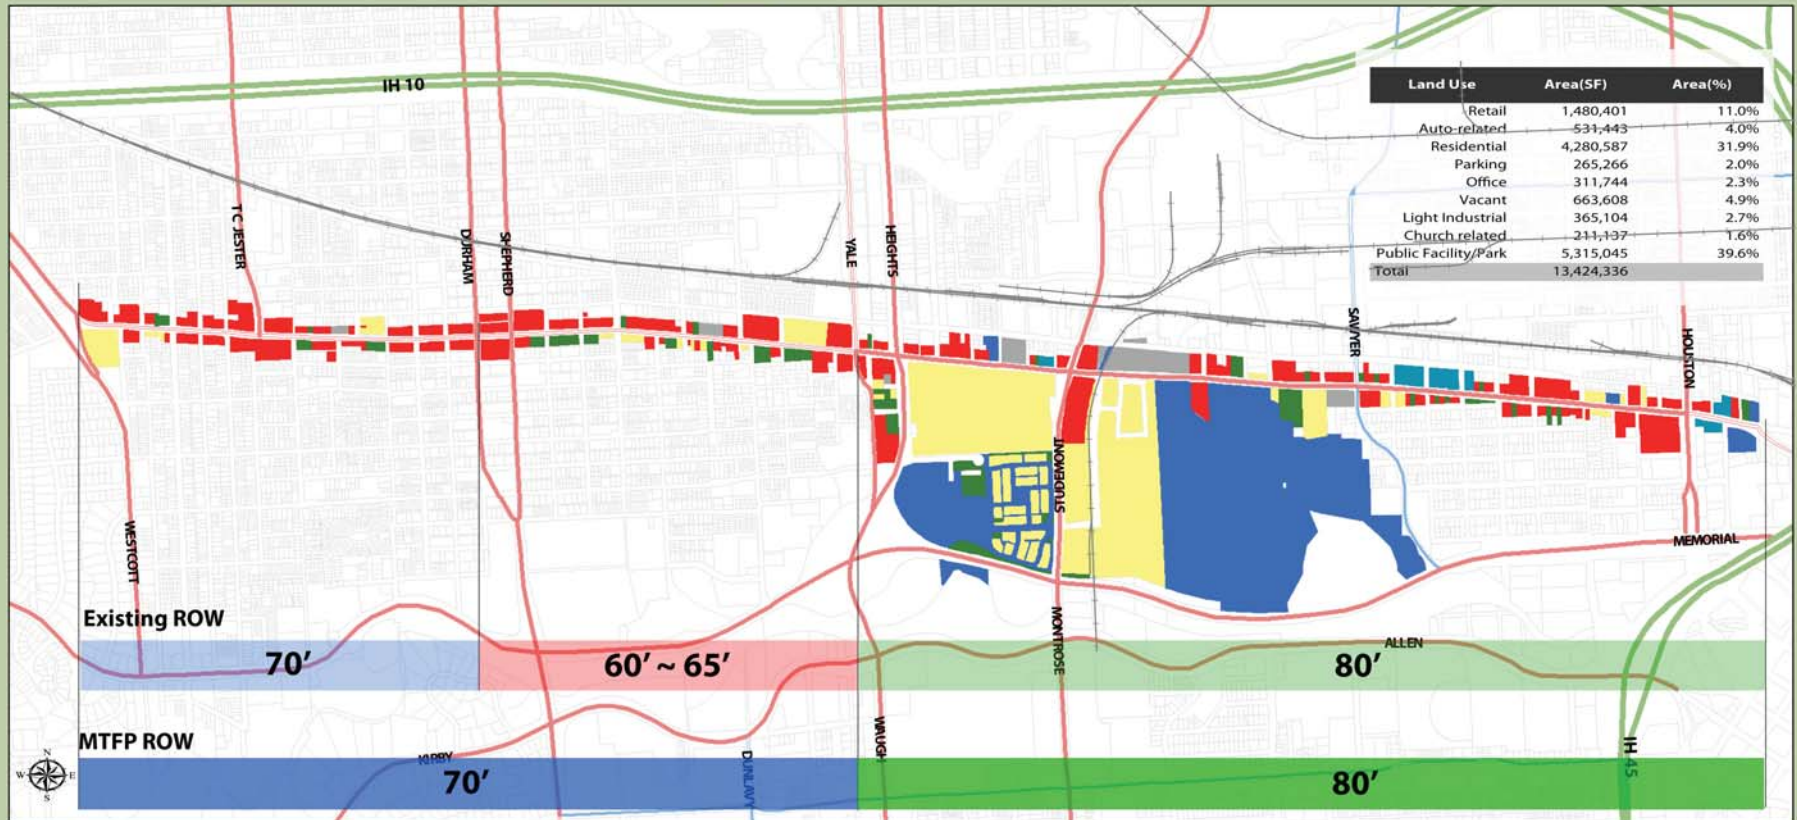 IH 10
Land Use Area(SF) Area(%)
Retail 1,480,401 11.0%
Auto-related 531,443 4.0%
Residential 4,280,587 31.9%
Parking 265,266 2.0%
Office 311,744 2.3%
Vacant 663,608 4.9%
Light Industrial 365,104 2.7%
Church related 211,137 1.6%
Public Facility/Park 5,315,045 39.6%
Total 13,424,336
T C JESTER
DURHAM
SHEPHERD
YALE
HEIGHTS
SAWYER
HOUSTON
STUDEMONT
WESTCOTT
MEMORIAL
Existing ROW
MONTROSE
ALLEN
70' 60' ~ 65' 80'
WAUGH
MTFP ROW
KIRBY
DUNLAVY
IH 45
N
W E
S
70' 80'